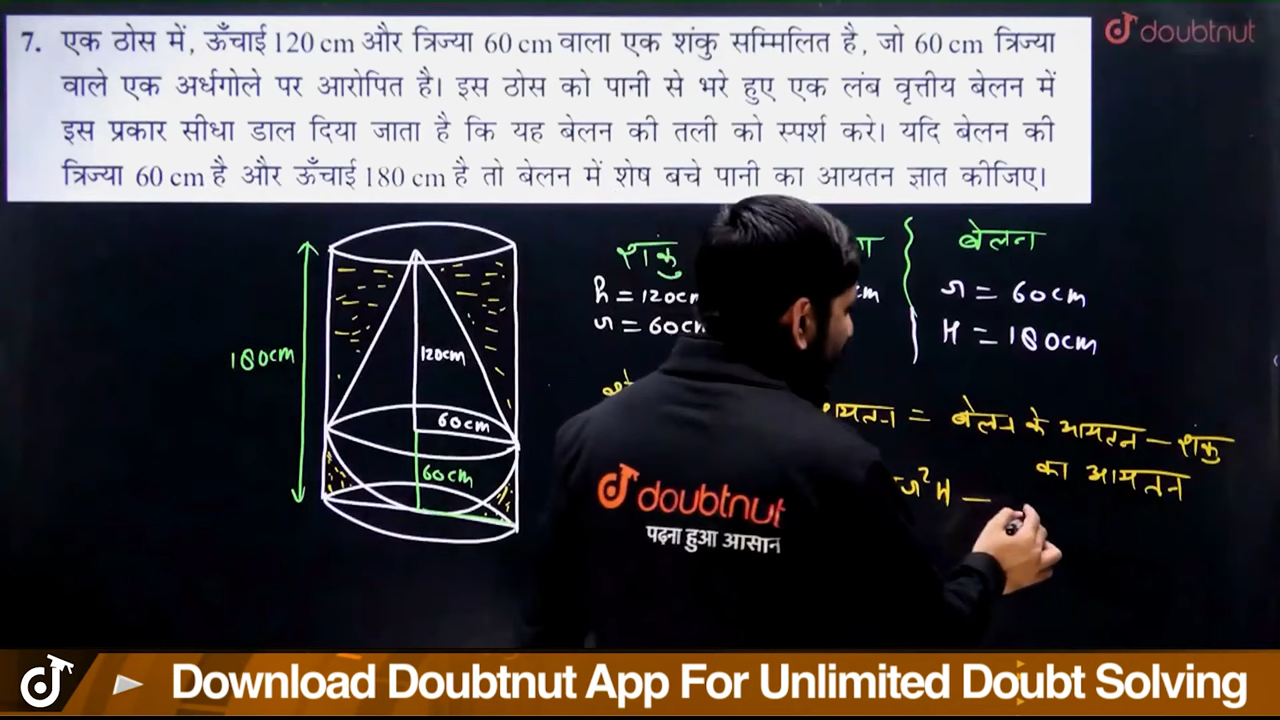 7. एक ठोस में, ऊँचाई 120 cm और त्रिज्या 60 cm वाला एक शंकु सम्मिलित है, जो 60 cm त्रिज्या
वाले एक अर्धगोले पर आरोपित है। इस ठोस को पानी से भरे हुए एक लंब वृत्तीय बेलन में
इस प्रकार सीधा डाल दिया जाता है कि यह बेलन की तली को स्पर्श करे। यदि बेलन की
त्रिज्या 60 cm है और ऊँचाई 180 cm है तो बेलन में शेष बचे पानी का आयतन ज्ञात कीजिए।
doubtnut
शंकु
बेलन
h = 120cm
r = 60cm
r = 60cm
H = 180cm
180cm
120cm
60cm
60cm
= बेलन के आयतन - शंकु
का आयतन
r²H -
doubtnut
पढ़ना हुआ आसान
Download Doubtnut App For Unlimited Doubt Solving